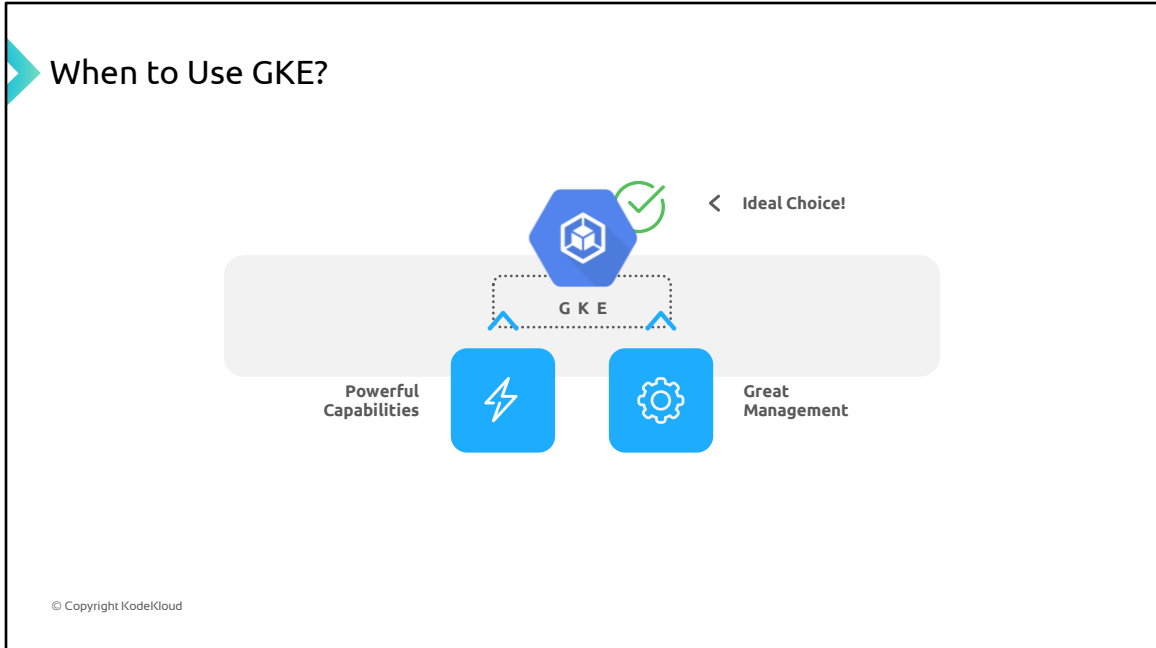 When to Use GKE?
Ideal Choice!
G K E
Powerful
Capabilities
Great
Management
© Copyright KodeKloud